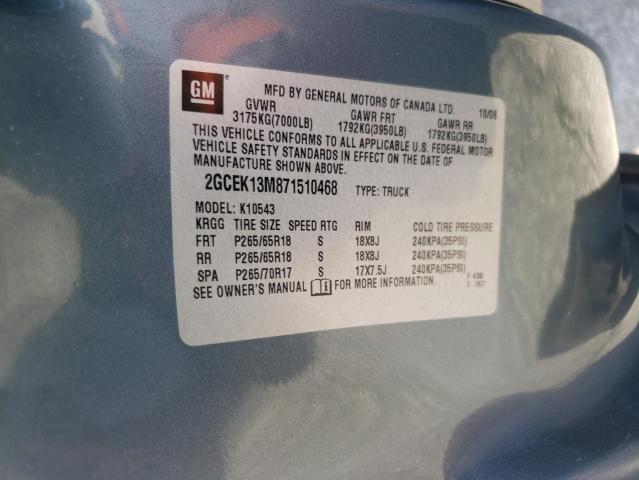 GM
MFD BY GENERAL MOTORS OF CANADA LTD. 10/06
GVWR GAWR FRT GAWR RR
3175KG(7000LB) 1792KG(3950LB) 1792KG(3950LB)
THIS VEHICLE CONFORMS TO ALL APPLICABLE U.S. FEDERAL MOTOR
VEHICLE SAFETY STANDARDS IN EFFECT ON THE DATE OF
MANUFACTURE SHOWN ABOVE.
2GCEK13M871510468 TYPE: TRUCK
MODEL: K10543
KRGG TIRE SIZE SPEED RTG RIM COLD TIRE PRESSURE
FRT P265/65R18 S 18X8J 240KPA(35PSI)
RR P265/65R18 S 18X8J 240KPA(35PSI)
SPA P265/70R17 S 17X7.5J 240KPA(35PSI)
SEE OWNER'S MANUAL FOR MORE INFORMATION.